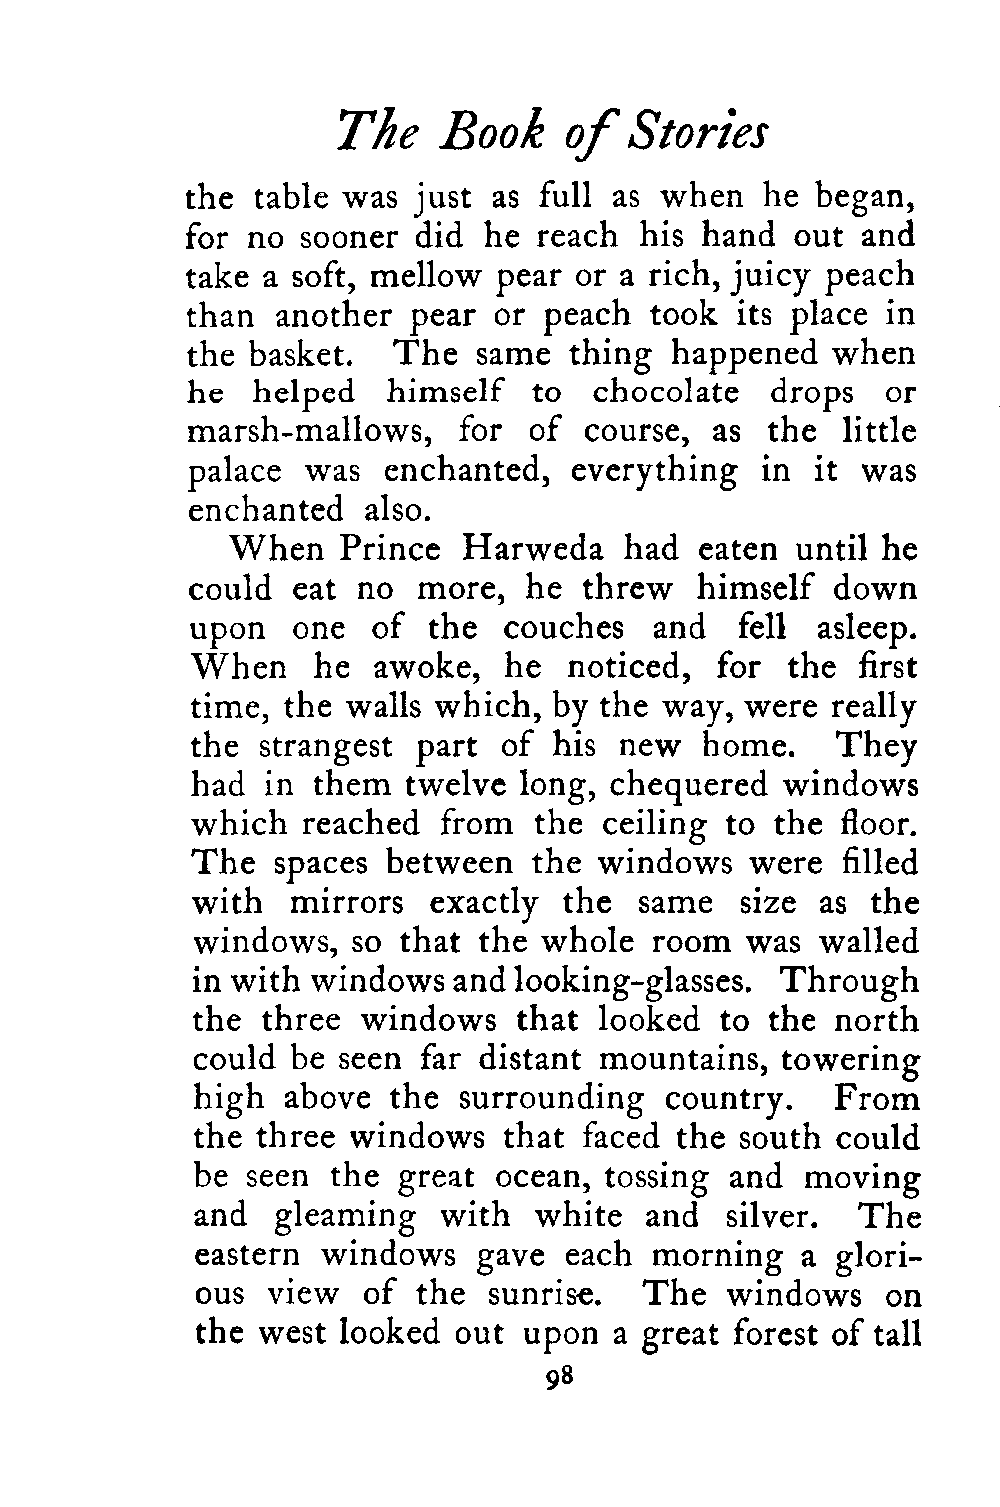 The Book of Stories
the table was just as full as when he began,
for no sooner did he reach his hand out and
take a soft, mellow pear or a rich, juicy peach
than another pear or peach took its place in
the basket. The same thing happened when
he helped himself to chocolate drops or
marsh-mallows, for of course, as the little
palace was enchanted, everything in it was
enchanted also.
When Prince Harweda had eaten until he
could eat no more, he threw himself down
upon one of the couches and fell asleep.
When he awoke, he noticed, for the first
time, the walls which, by the way, were really
the strangest part of his new home. They
had in them twelve long, chequered windows
which reached from the ceiling to the floor.
The spaces between the windows were filled
with mirrors exactly the same size as the
windows, so that the whole room was walled
in with windows and looking-glasses. Through
the three windows that looked to the north
could be seen far distant mountains, towering
high above the surrounding country. From
the three windows that faced the south could
be seen the great ocean, tossing and moving
and gleaming with white and silver. The
eastern windows gave each morning a glori-
ous view of the sunrise. The windows on
the west looked out upon a great forest of tall
98